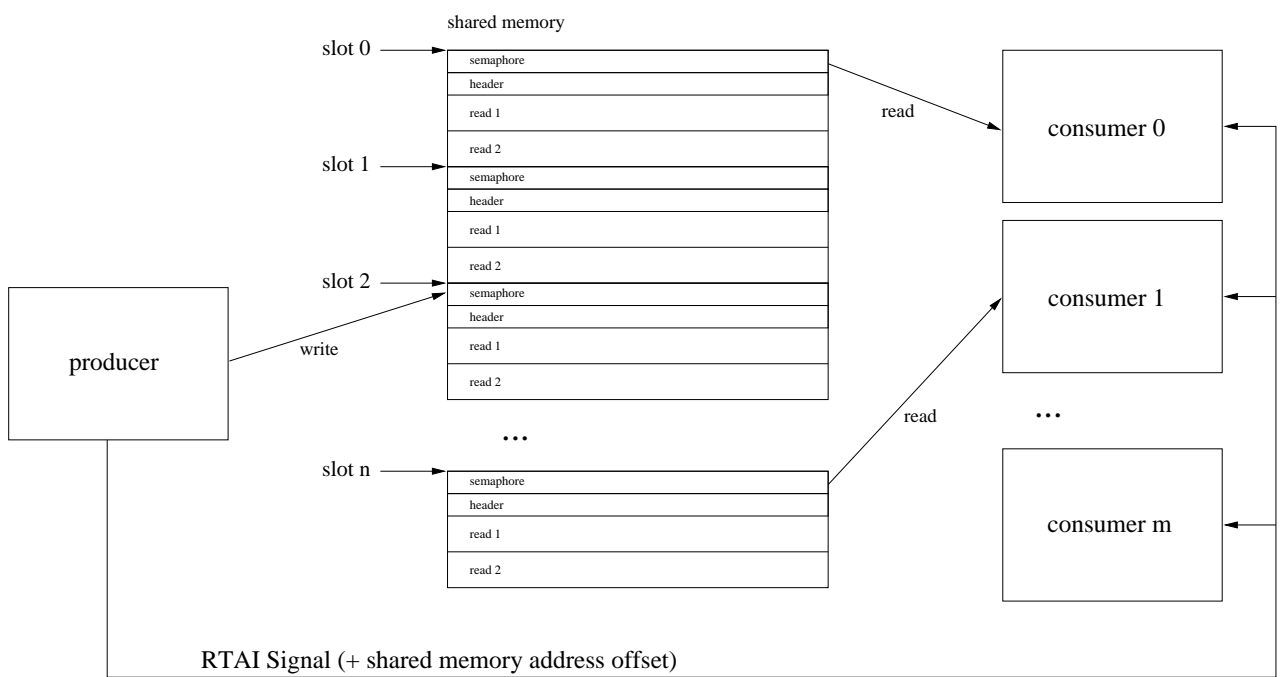 shared memory
slot 0
semaphore
header
read 1
read 2
slot 1
semaphore
header
read 1
read 2
slot 2
semaphore
header
read 1
read 2
...
slot n
semaphore
header
read 1
read 2
producer
write
read
read
consumer 0
consumer 1
...
consumer m
RTAI Signal (+ shared memory address offset)